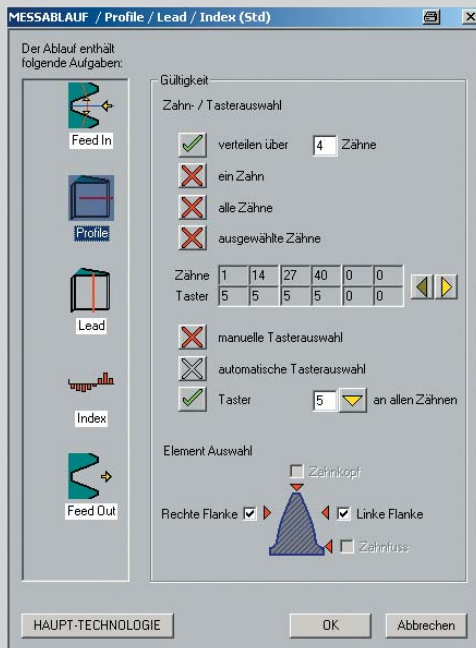 MESSABLAUF / Profile / Lead / Index (Std)
Der Ablauf enthält
folgende Aufgaben:
Feed In
Profile
Lead
Index
Feed Out
Gültigkeit
Zahn- / Tasterauswahl
verteilen über 4 Zähne
ein Zahn
alle Zähne
ausgewählte Zähne
Zähne 1 14 27 40 0 0
Taster 5 5 5 5 0 0
manuelle Tasterauswahl
automatische Tasterauswahl
Taster 5 an allen Zähnen
Element Auswahl
Zahnkopf
Rechte Flanke Linke Flanke
Zahnfuss
HAUPT-TECHNOLOGIE OK Abbrechen